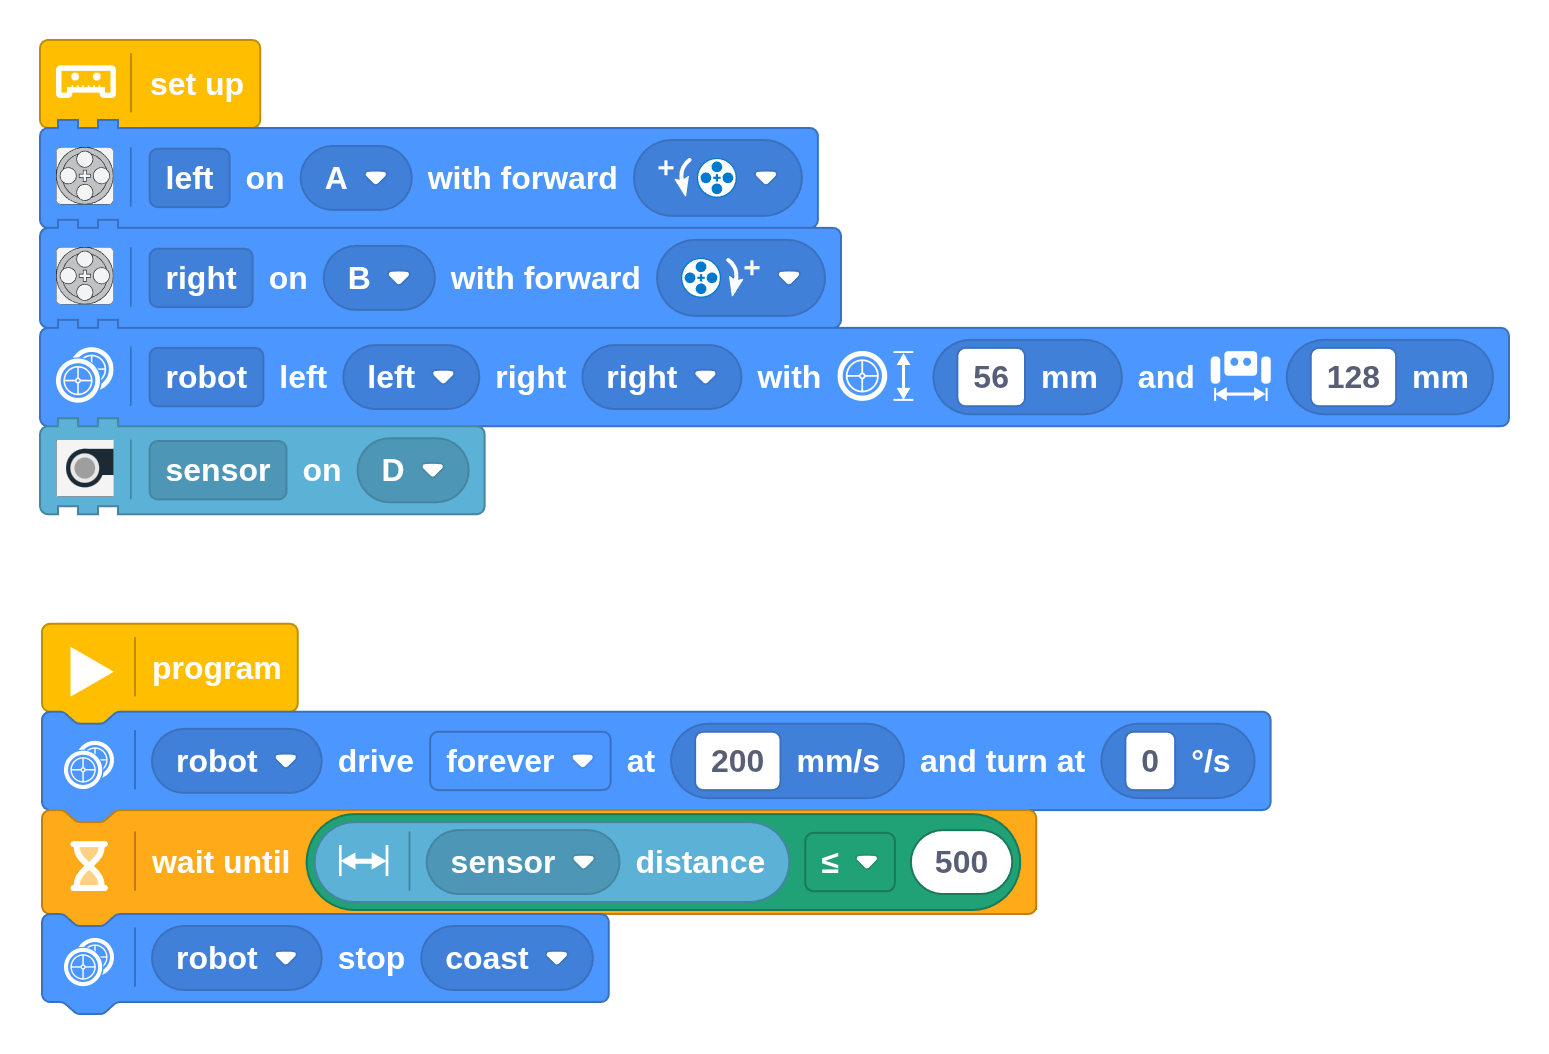 set up
left on A with forward +
right on B with forward +
robot left left right right with 56 mm and 128 mm
sensor on D
program
robot drive forever at 200 mm/s and turn at 0 °/s
wait until sensor distance ≤ 500
robot stop coast